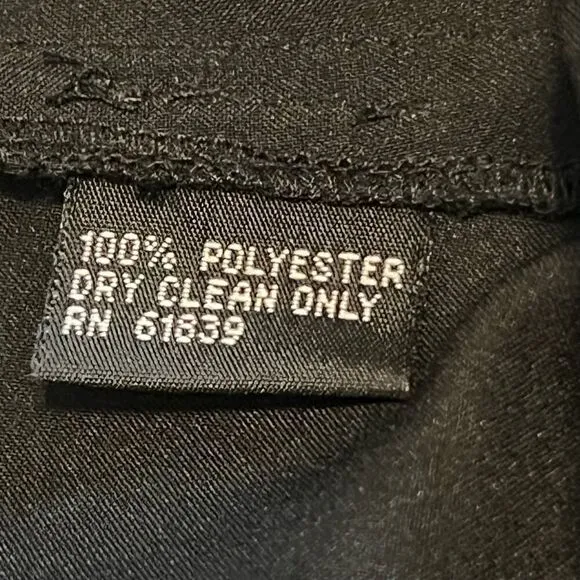 100% POLYESTER
DRY CLEAN ONLY
RN 61839